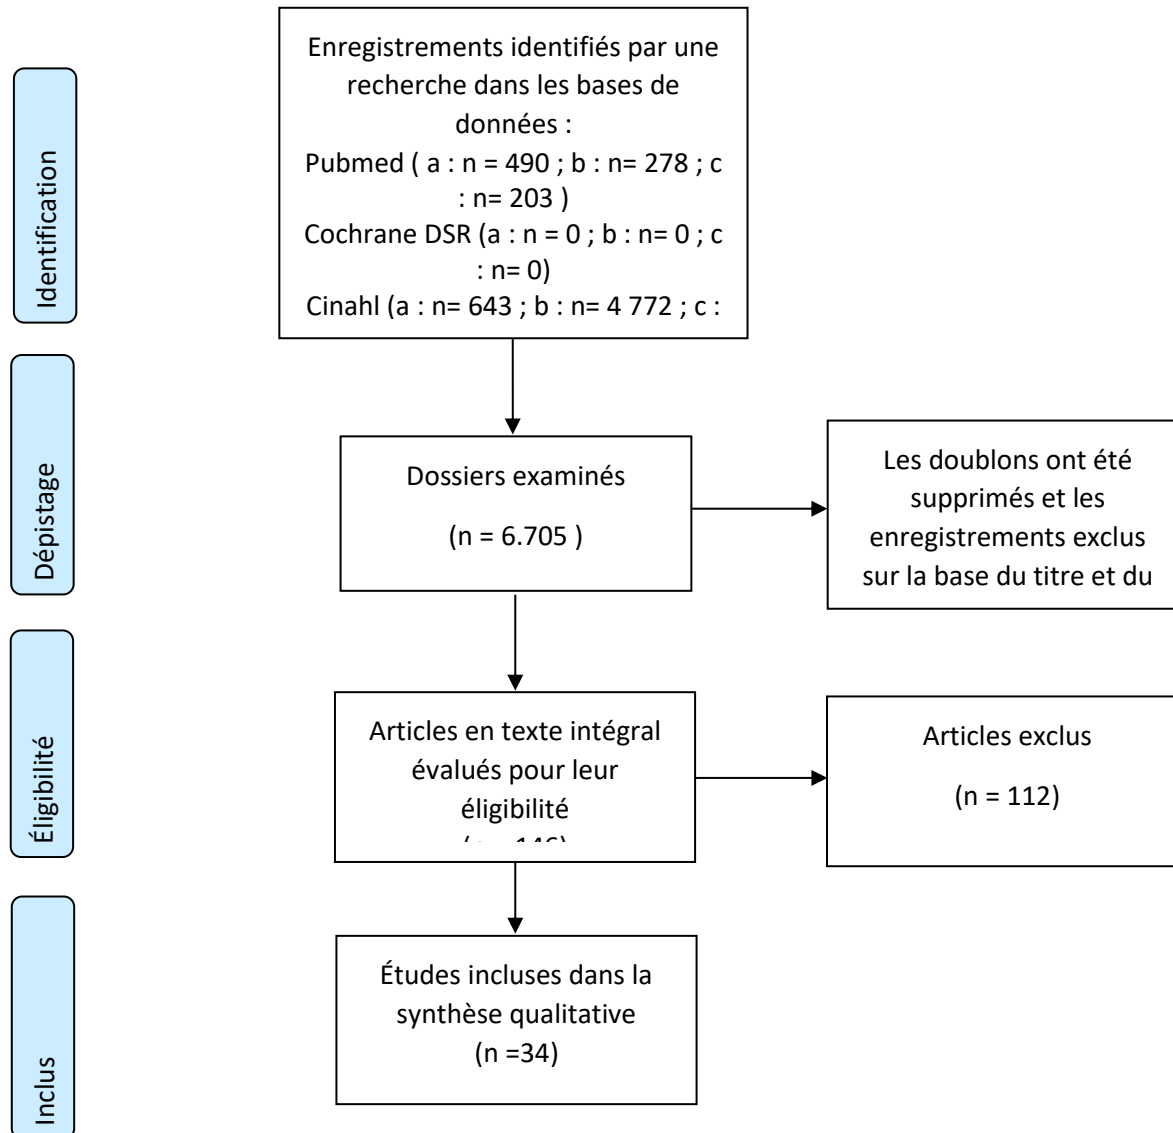 Identification
Enregistrements identifiés par une
recherche dans les bases de
données :
Pubmed ( a : n = 490 ; b : n= 278 ; c
: n= 203 )
Cochrane DSR (a : n = 0 ; b : n= 0 ; c
: n= 0)
Cinahl (a : n= 643 ; b : n= 4 772 ; c :
Dépistage
Dossiers examinés
(n = 6.705 )
Les doublons ont été
supprimés et les
enregistrements exclus
sur la base du titre et du
Éligibilité
Articles en texte intégral
évalués pour leur
éligibilité
Articles exclus
(n = 112)
Inclus
Études incluses dans la
synthèse qualitative
(n =34)